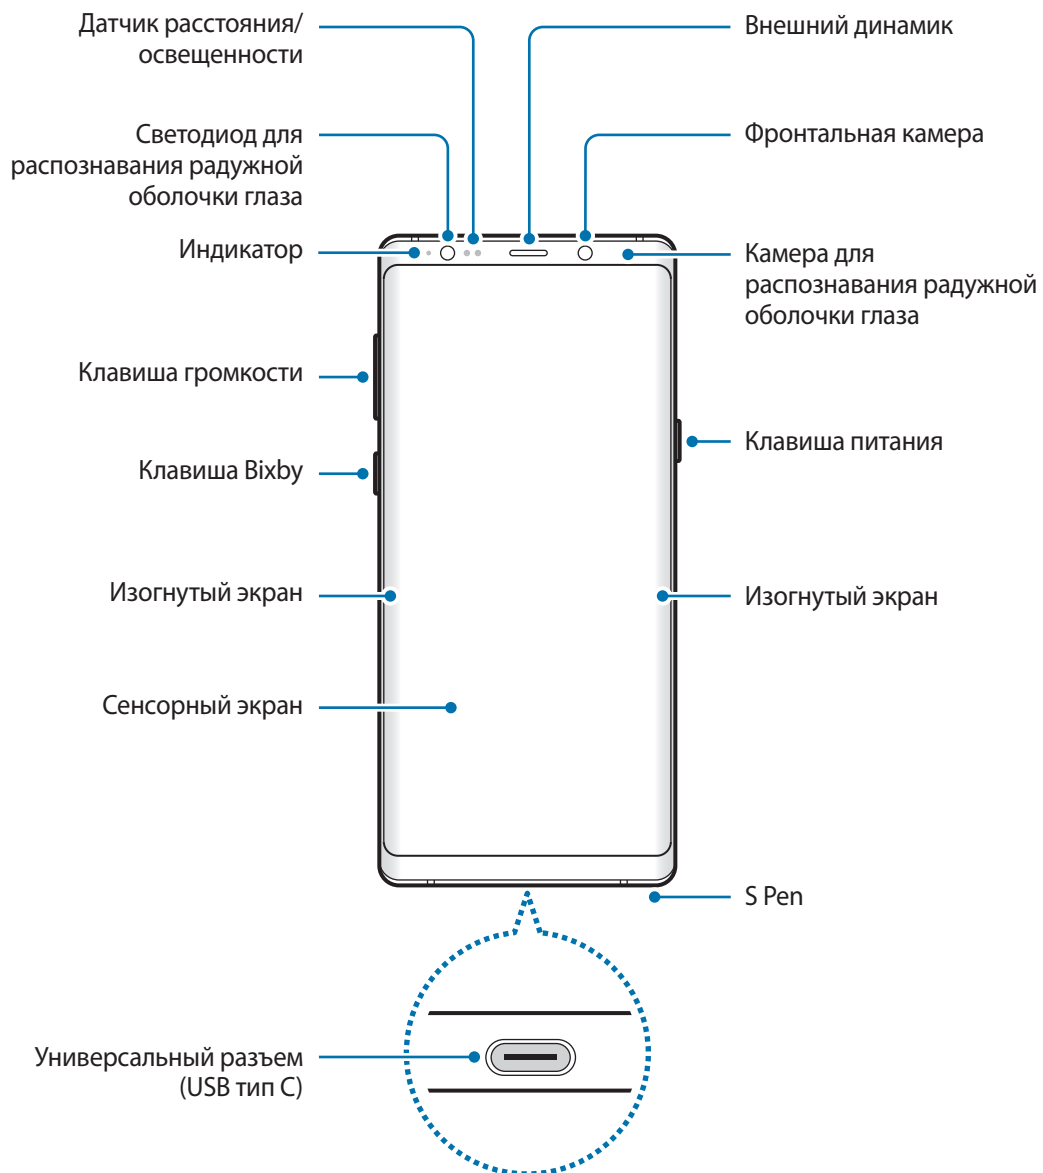 Датчик расстояния/
освещенности
Внешний динамик
Светодиод для
распознавания радужной
оболочки глаза
Фронтальная камера
Индикатор
Камера для
распознавания радужной
оболочки глаза
Клавиша громкости
Клавиша питания
Клавиша Bixby
Изогнутый экран
Изогнутый экран
Сенсорный экран
S Pen
Универсальный разъем
(USB тип C)